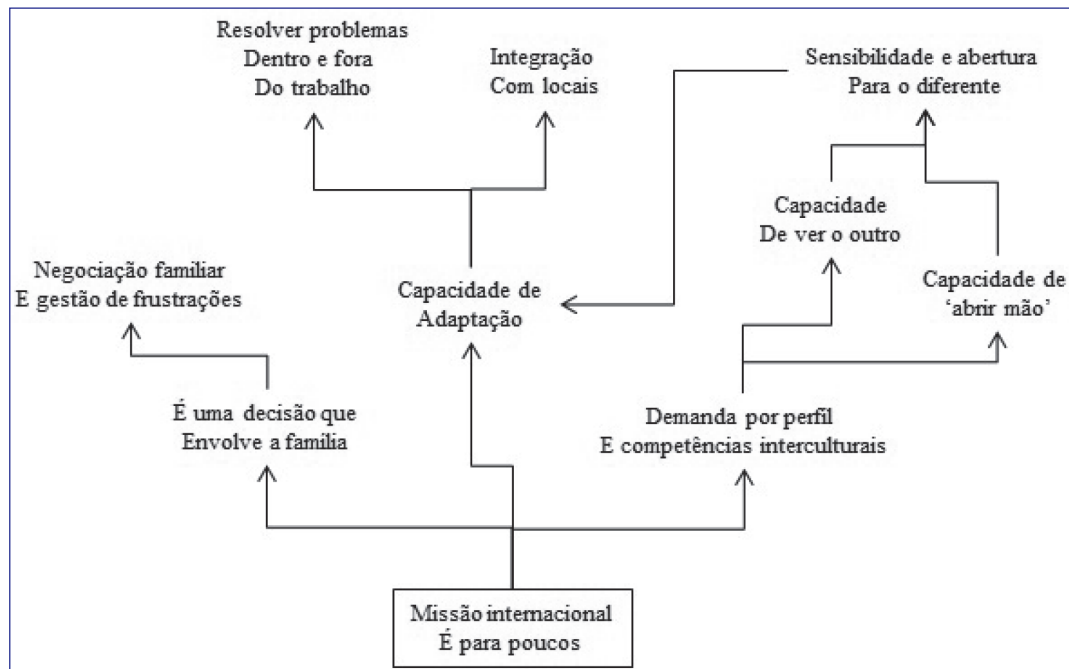 Resolver problemas
Dentro e fora
Do trabalho
Integração
Com locais
Sensibilidade e abertura
Para o diferente
Capacidade
De ver o outro
Negociação familiar
E gestão de frustrações
Capacidade de
Adaptação
Capacidade de
‘abrir mão’
É uma decisão que
Envolve a família
Demanda por perfil
E competências interculturais
Missão internacional
É para poucos